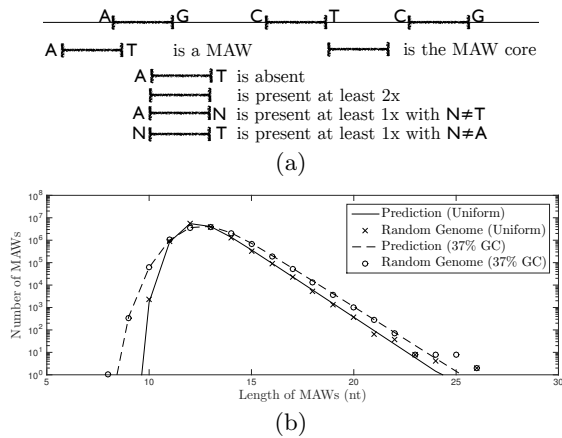 A G C T C G
A T is a MAW is the MAW core
A T is absent
is present at least 2x
A N is present at least 1x with N≠T
N T is present at least 1x with N≠A
(a)
10^8
10^7
10^6
10^5
10^4
10^3
10^2
10^1
10^0
Number of MAWs
Prediction (Uniform)
Random Genome (Uniform)
Prediction (37% GC)
Random Genome (37% GC)
5 10 15 20 25 30
Length of MAWs (nt)
(b)